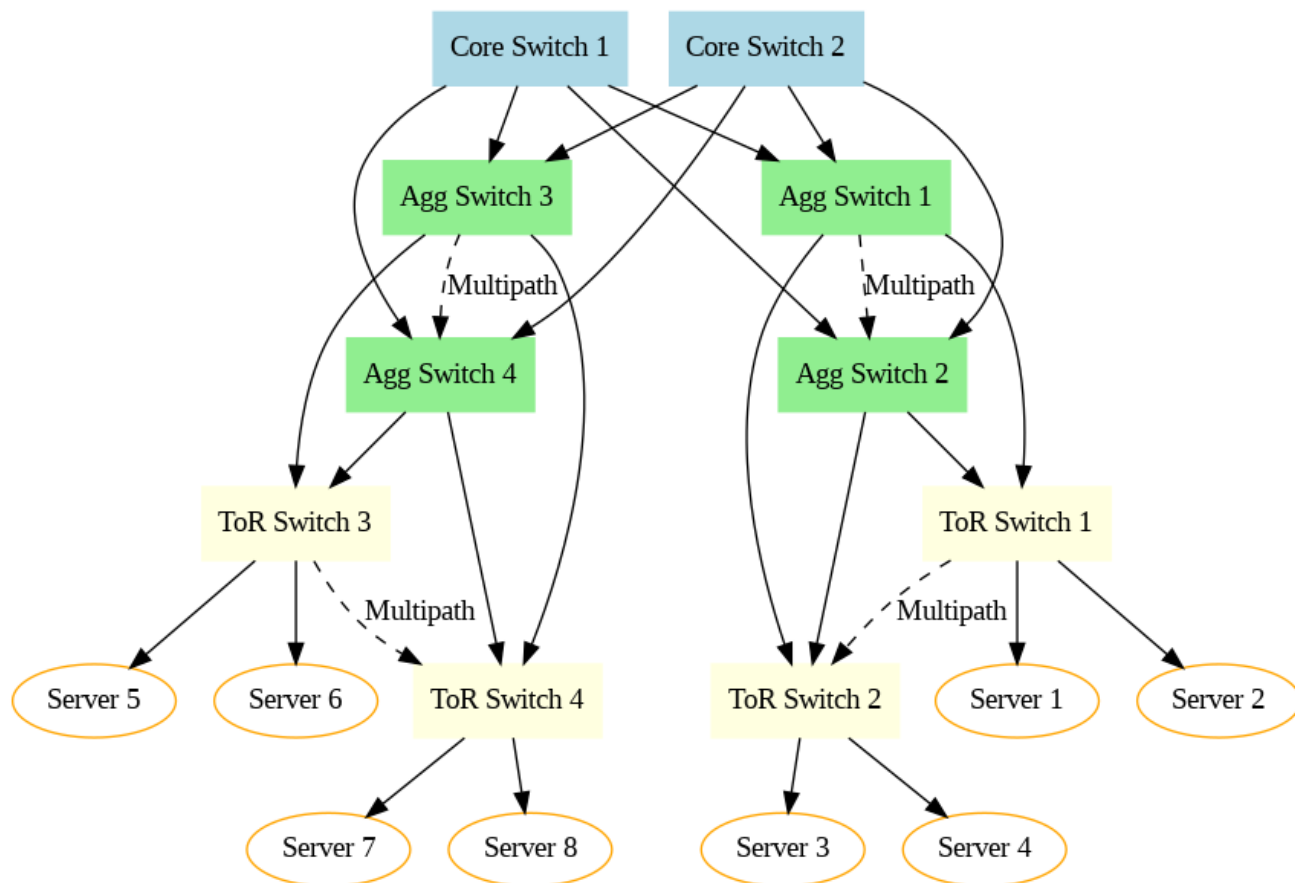 Core Switch 1
Core Switch 2
Agg Switch 3
Agg Switch 1
Multipath
Multipath
Agg Switch 4
Agg Switch 2
ToR Switch 3
ToR Switch 1
Multipath
Multipath
Server 5
Server 6
ToR Switch 4
ToR Switch 2
Server 1
Server 2
Server 7
Server 8
Server 3
Server 4